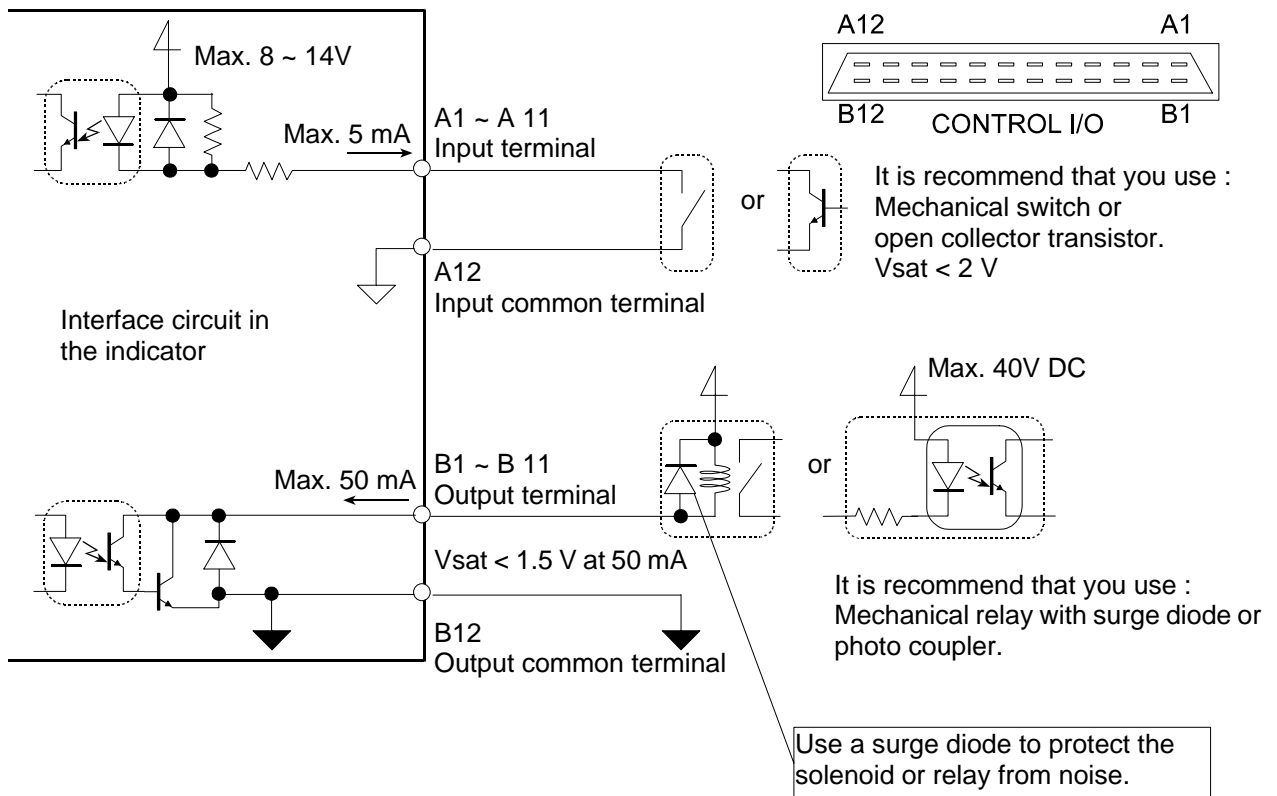 Max. 8 ~ 14V
Max. 5 mA
A1 ~ A 11
Input terminal
A12
Input common terminal
Interface circuit in
the indicator
or
A12
A1
B12
B1
CONTROL I/O
It is recommend that you use :
Mechanical switch or
open collector transistor.
Vsat < 2 V
Max. 50 mA
B1 ~ B 11
Output terminal
Vsat < 1.5 V at 50 mA
B12
Output common terminal
or
Max. 40V DC
It is recommend that you use :
Mechanical relay with surge diode or
photo coupler.
Use a surge diode to protect the
solenoid or relay from noise.